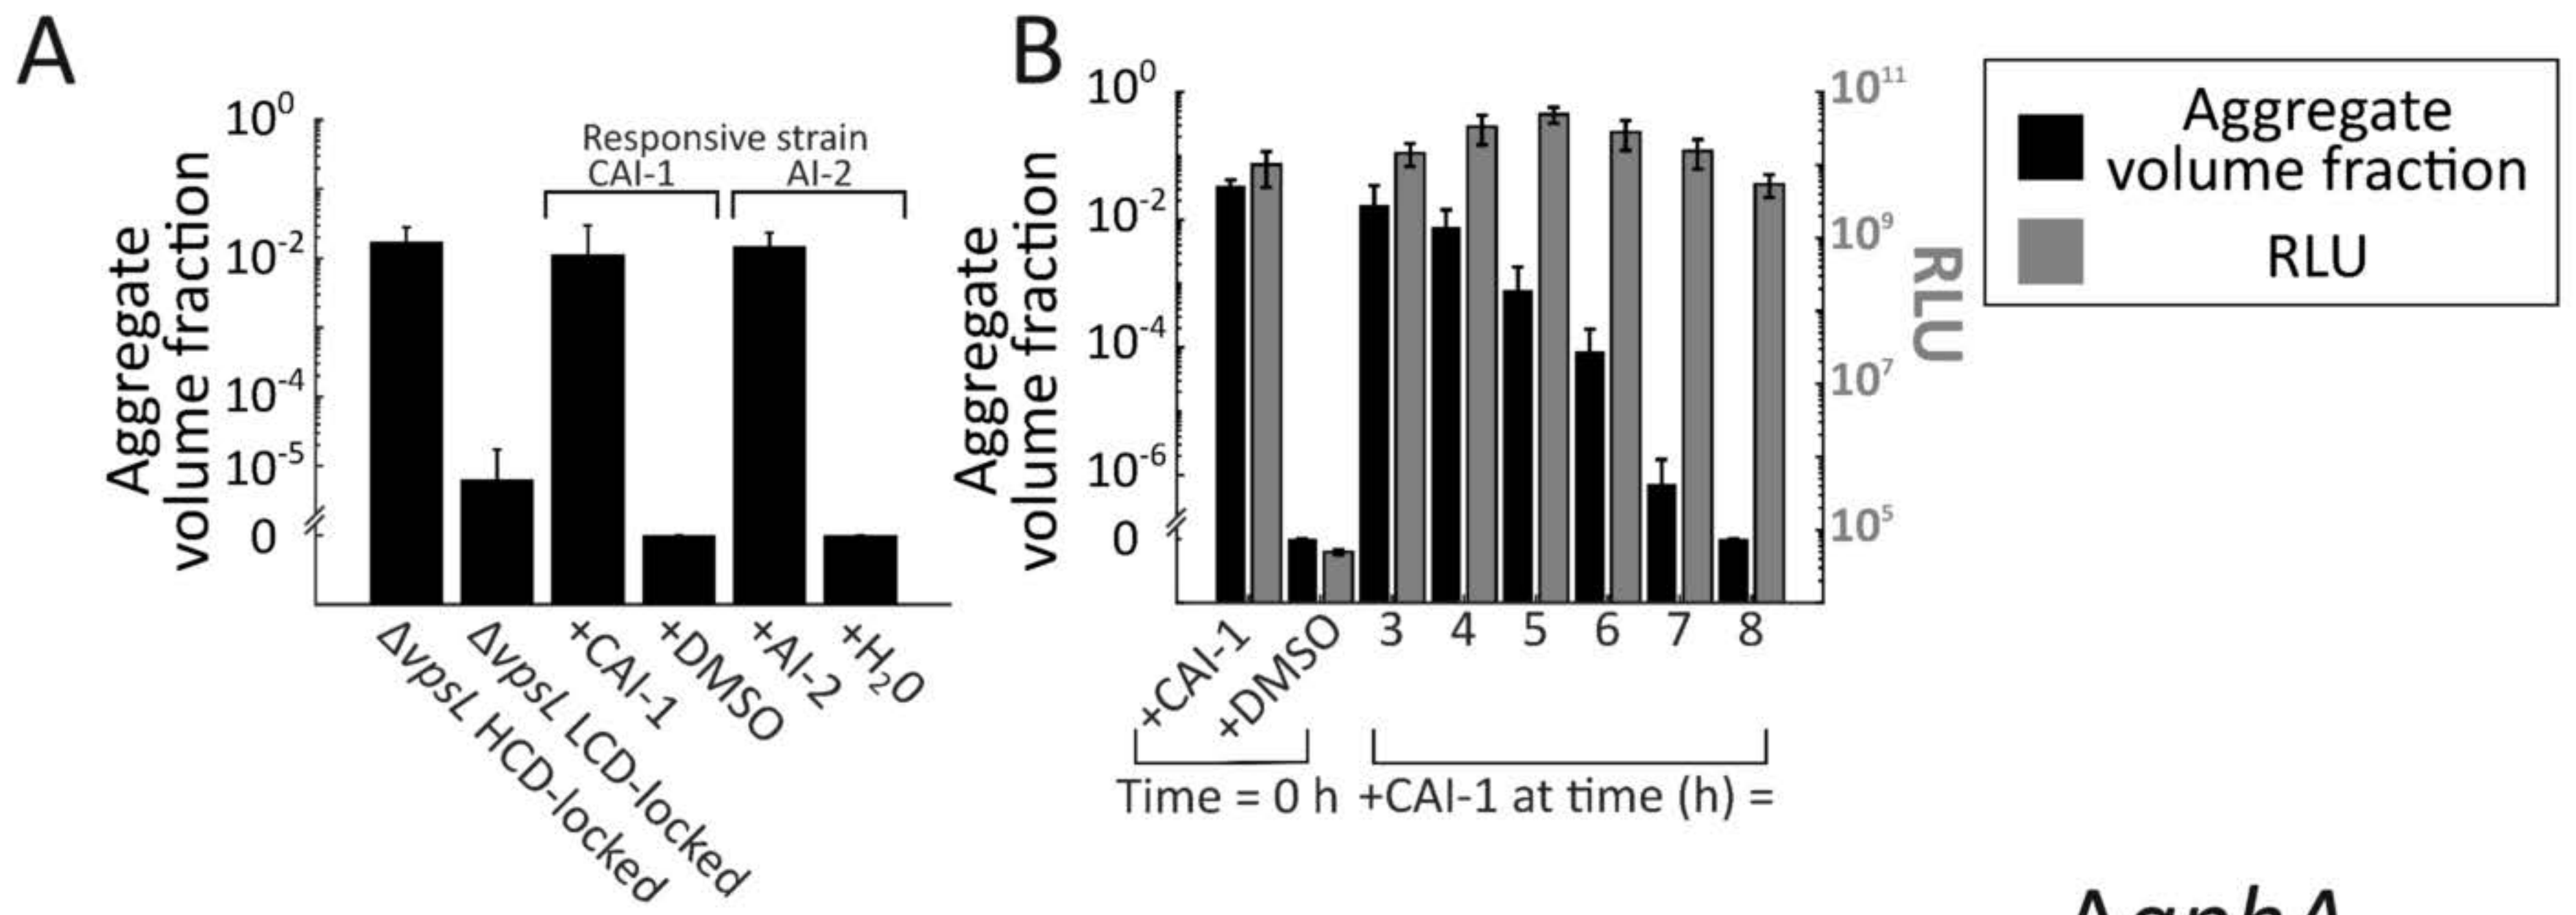 A
Aggregate
volume fraction
10^0
10^-2
10^-4
10^-5
0
Responsive strain
CAI-1
AI-2
ΔvpsL HCD-locked
ΔvpsL LCD-locked
+CAI-1
+DMSO
+AI-2
+H₂0
B
Aggregate
volume fraction
10^0
10^-2
10^-4
10^-6
0
10^11
10^9
10^7
10^5
RLU
+CAI-1
+DMSO
3 4 5 6 7 8
Time = 0 h
+CAI-1 at time (h) =
Aggregate
volume fraction
RLU